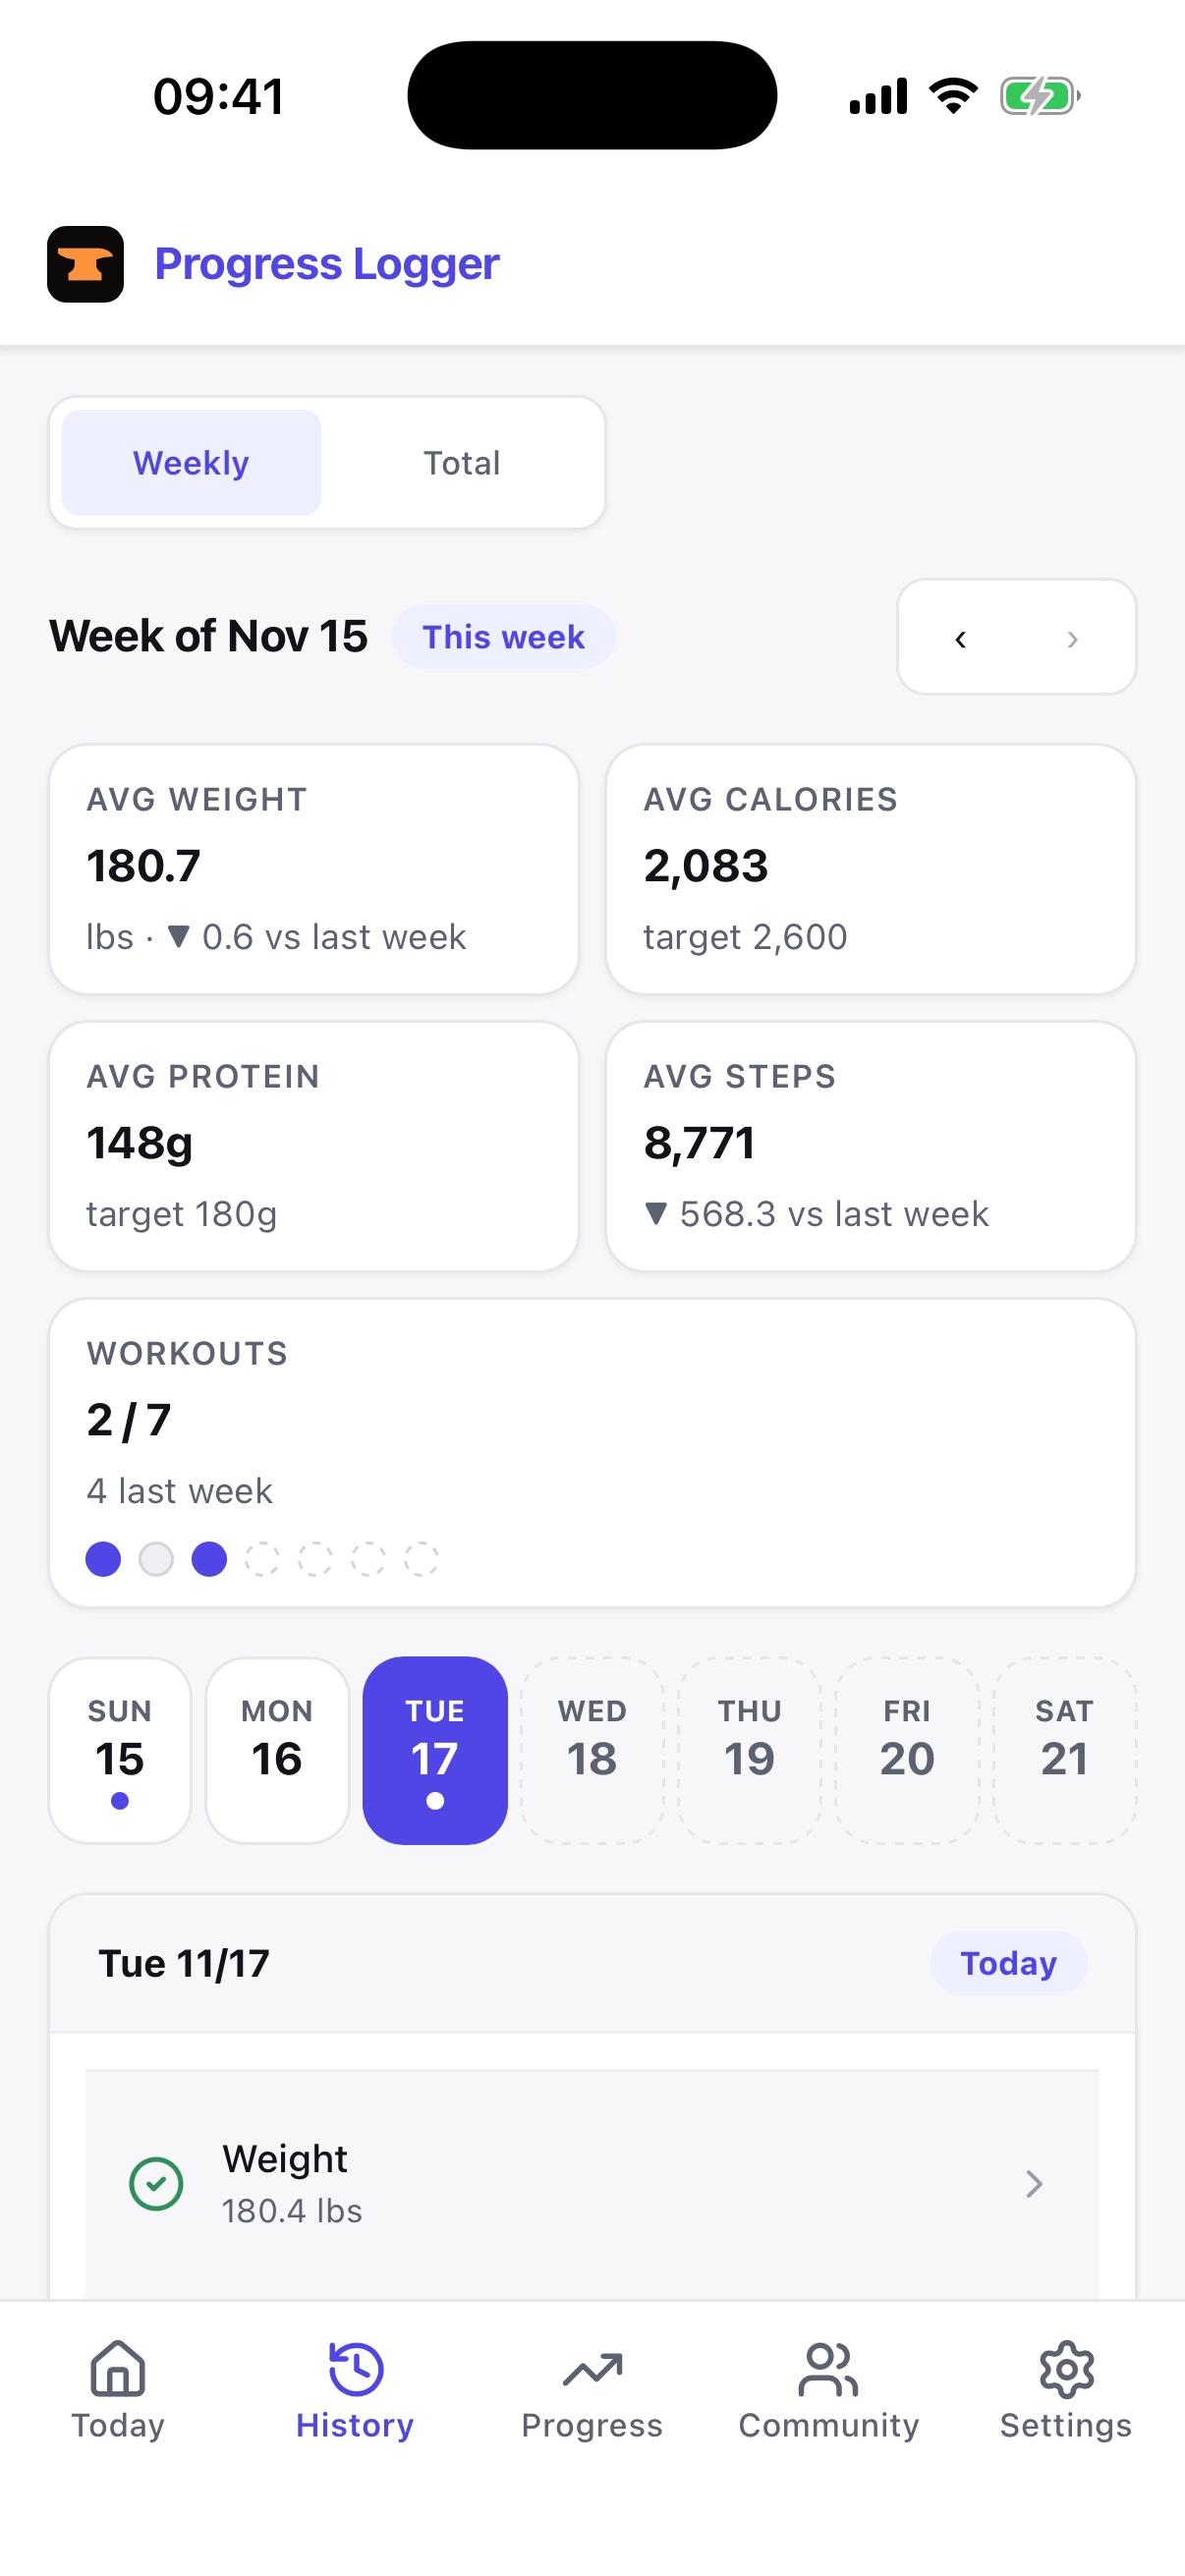 09:41
Progress Logger
Weekly Total
Week of Nov 15 This week ‹ ›
AVG WEIGHT
180.7
lbs · ▼ 0.6 vs last week
AVG CALORIES
2,083
target 2,600
AVG PROTEIN
148g
target 180g
AVG STEPS
8,771
▼ 568.3 vs last week
WORKOUTS
2 / 7
4 last week
SUN MON TUE WED THU FRI SAT
15 16 17 18 19 20 21
Tue 11/17 Today
Weight
180.4 lbs
Today History Progress Community Settings